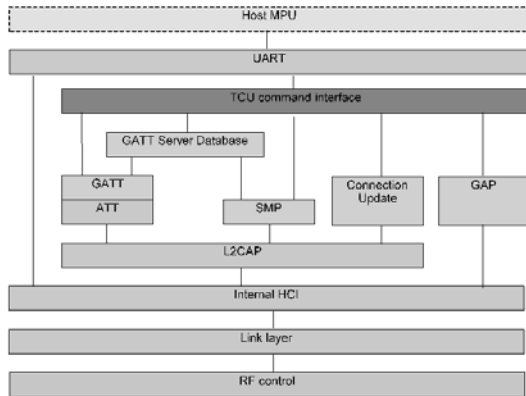 Host MPU
UART
TCU command interface
GATT Server Database
GATT
ATT
SMP
Connection
Update
GAP
L2CAP
Internal HCI
Link layer
RF control